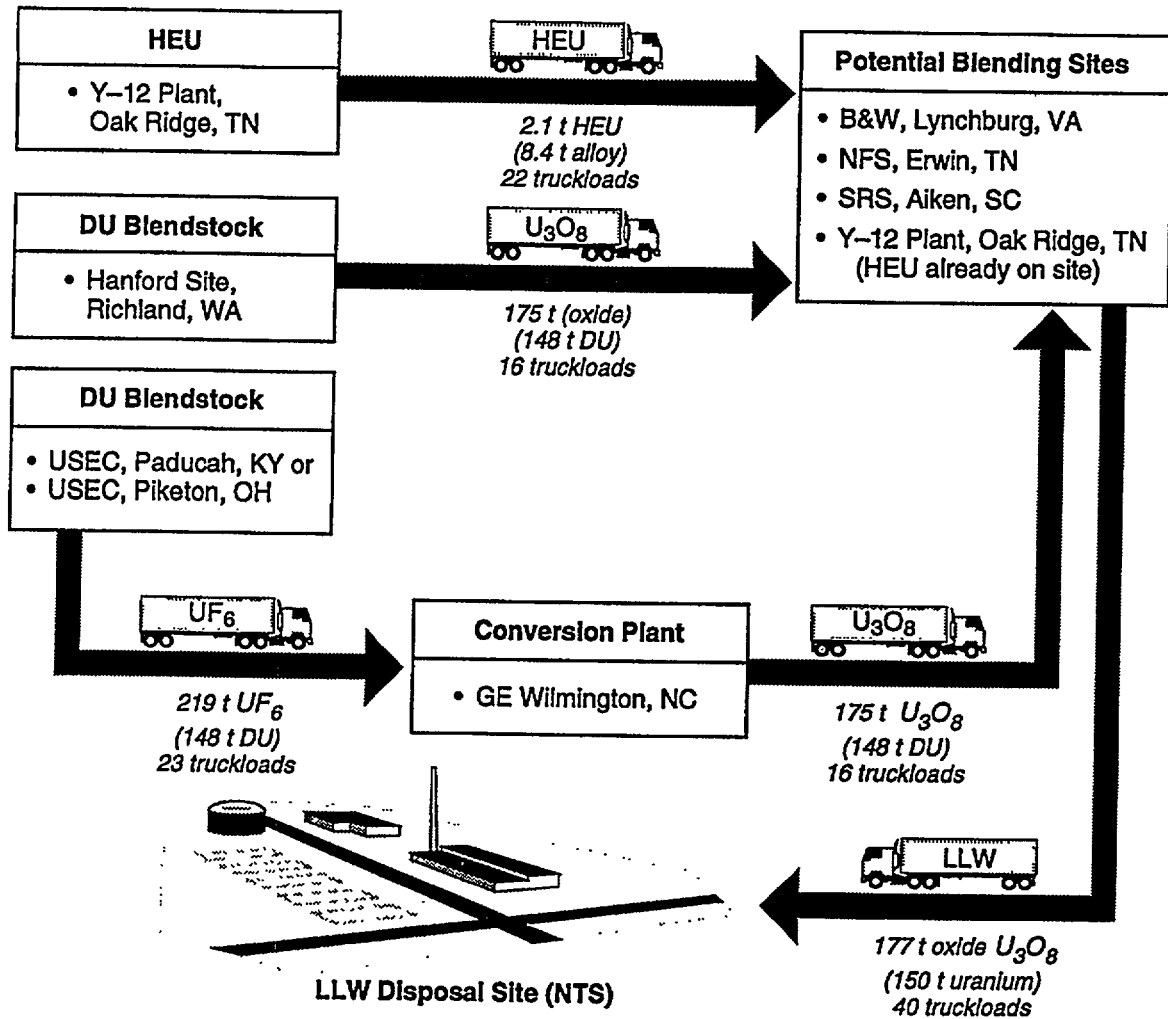 HEU
• Y–12 Plant,
Oak Ridge, TN
HEU
2.1 t HEU
(8.4 t alloy)
22 truckloads
Potential Blending Sites
• B&W, Lynchburg, VA
• NFS, Erwin, TN
• SRS, Aiken, SC
• Y–12 Plant, Oak Ridge, TN
(HEU already on site)
DU Blendstock
• Hanford Site,
Richland, WA
U₃O₈
175 t (oxide)
(148 t DU)
16 truckloads
DU Blendstock
• USEC, Paducah, KY or
• USEC, Piketon, OH
UF₆
219 t UF₆
(148 t DU)
23 truckloads
Conversion Plant
• GE Wilmington, NC
U₃O₈
175 t U₃O₈
(148 t DU)
16 truckloads
LLW
177 t oxide U₃O₈
(150 t uranium)
40 truckloads
LLW Disposal Site (NTS)